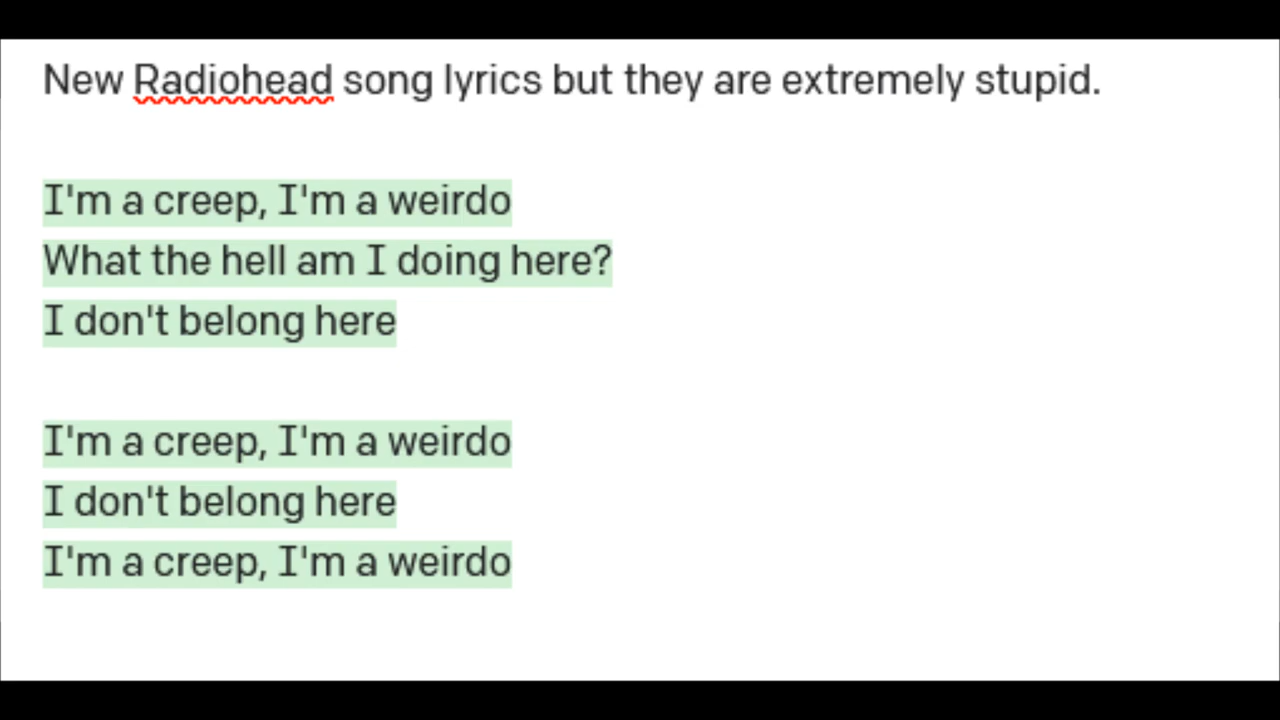 New Radiohead song lyrics but they are extremely stupid.
I'm a creep, I'm a weirdo
What the hell am I doing here?
I don't belong here
I'm a creep, I'm a weirdo
I don't belong here
I'm a creep, I'm a weirdo